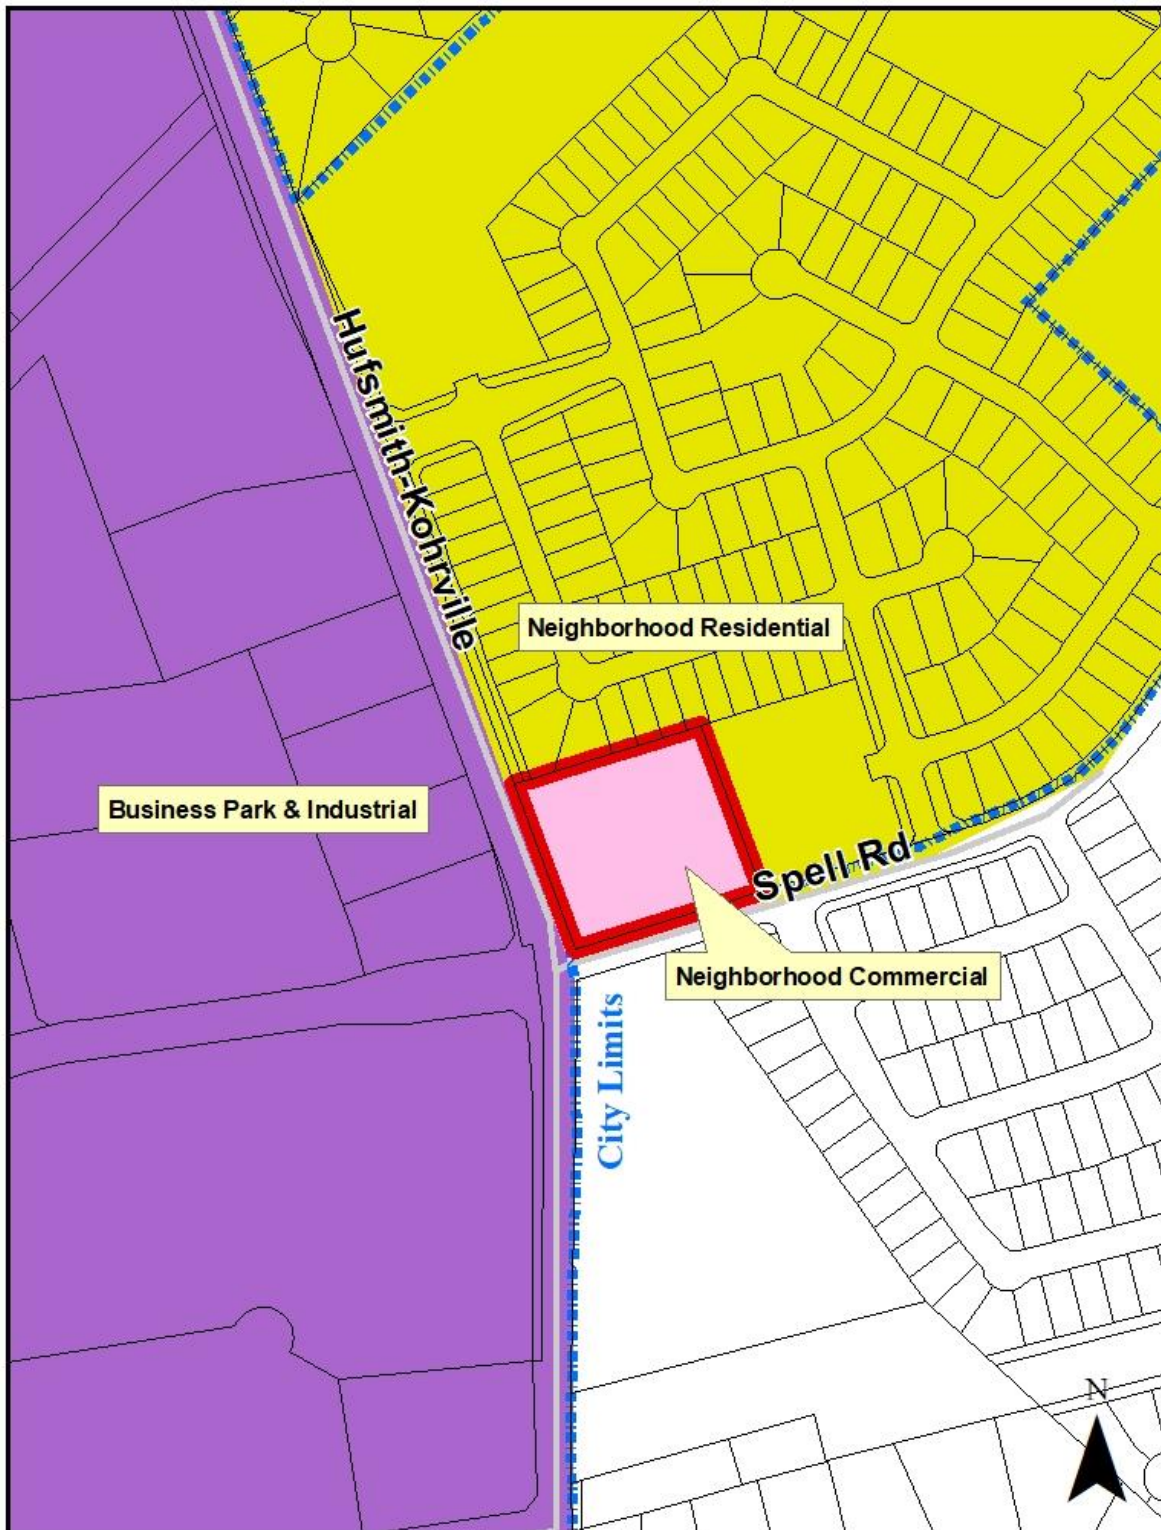 Hufsmith-Kohrville
Neighborhood Residential
Business Park & Industrial
Spell Rd
Neighborhood Commercial
City Limits
N